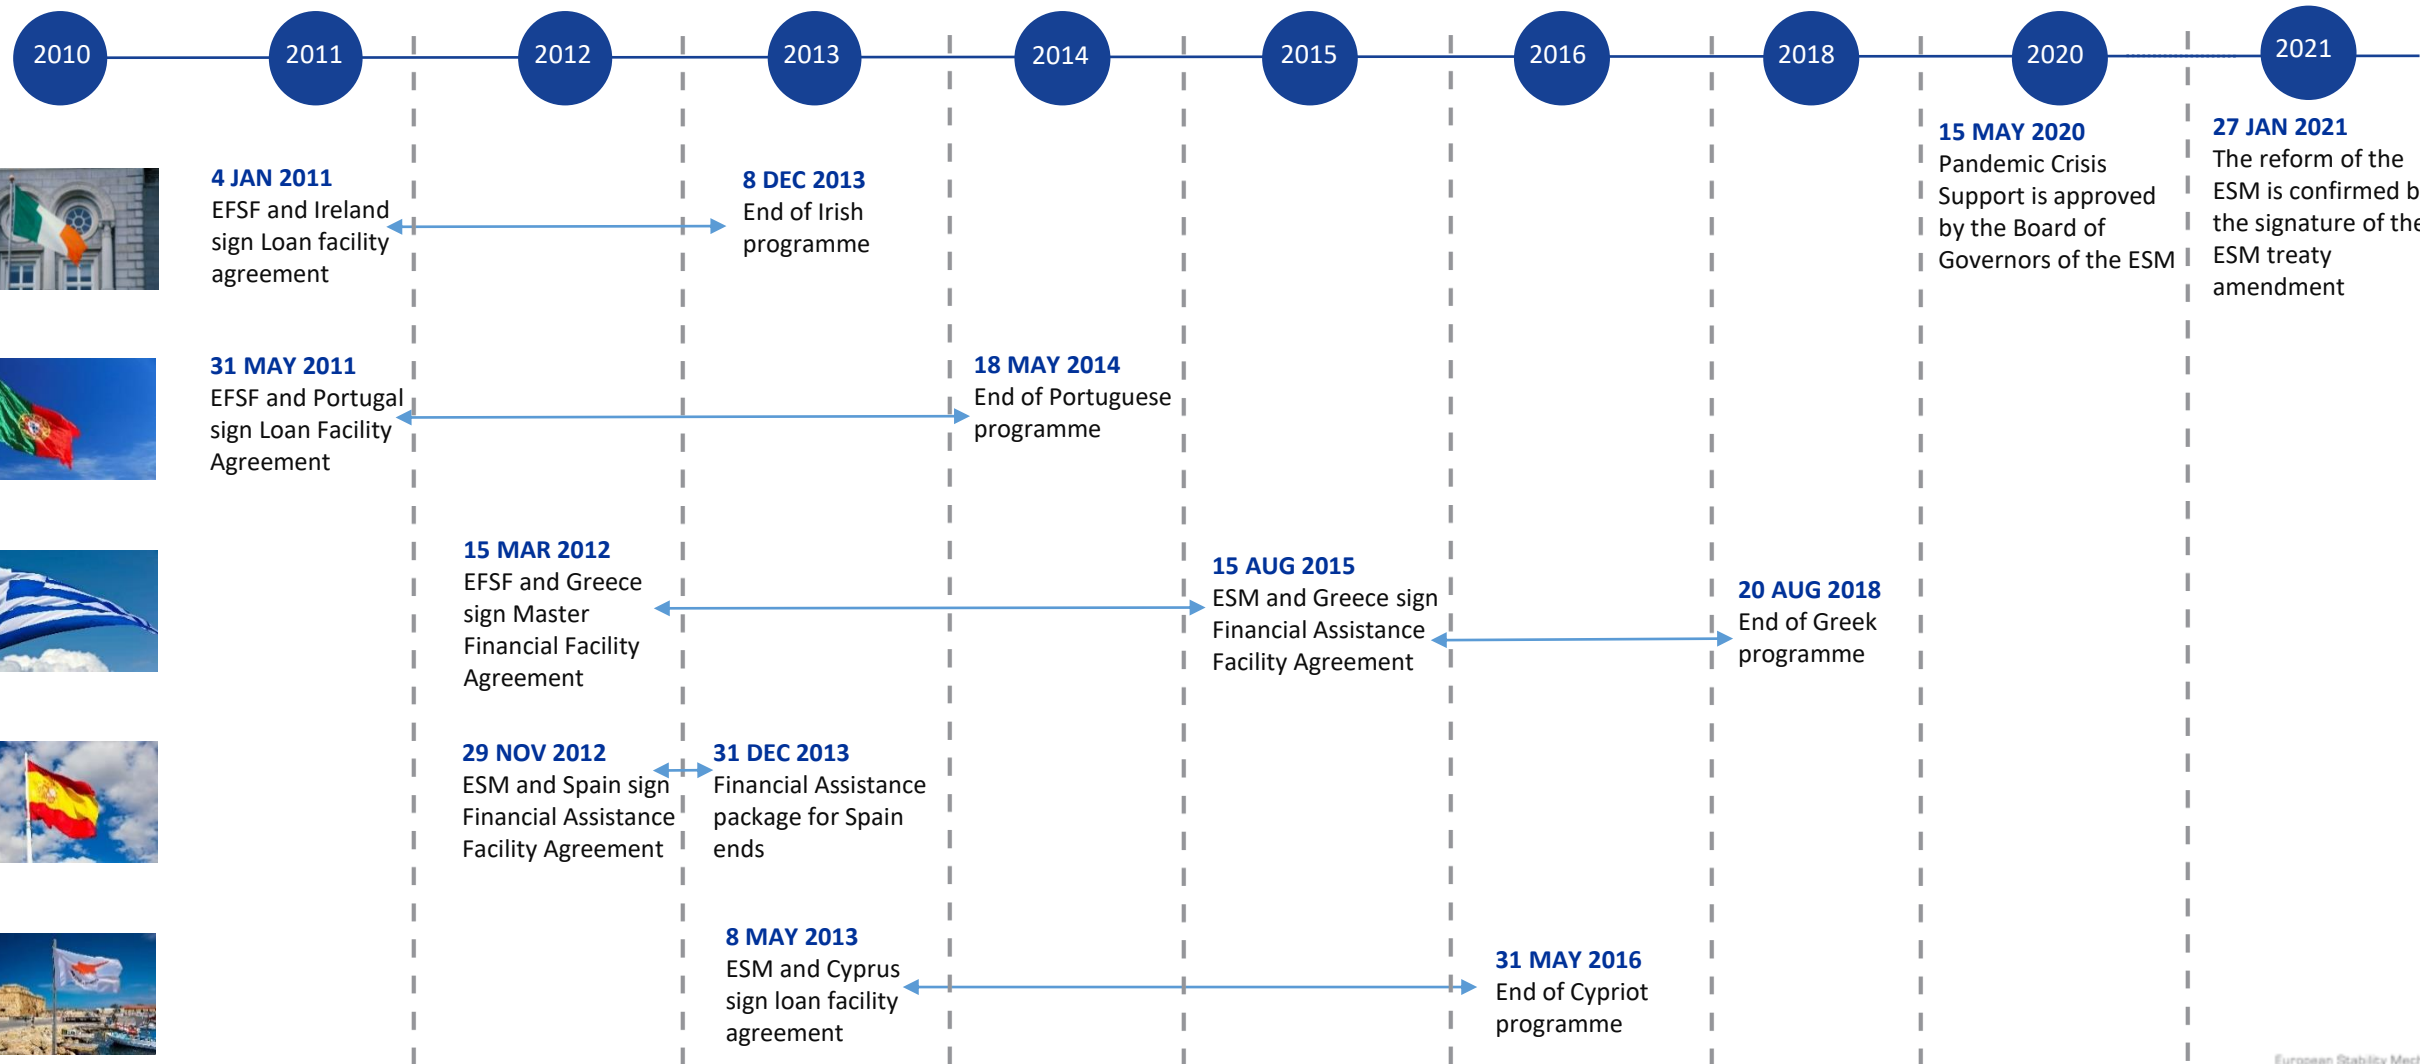 2010
2011
2012
2013
2014
2015
2016
2018
2020
2021
15 MAY 2020
Pandemic Crisis
Support is approved
by the Board of
Governors of the ESM
27 JAN 2021
The reform of the
ESM is confirmed b
the signature of the
ESM treaty
amendment
4 JAN 2011
EFSF and Ireland
sign Loan facility
agreement
8 DEC 2013
End of Irish
programme
31 MAY 2011
EFSF and Portugal
sign Loan Facility
Agreement
18 MAY 2014
End of Portuguese
programme
15 MAR 2012
EFSF and Greece
sign Master
Financial Facility
Agreement
15 AUG 2015
ESM and Greece sign
Financial Assistance
Facility Agreement
20 AUG 2018
End of Greek
programme
29 NOV 2012
ESM and Spain sign
Financial Assistance
Facility Agreement
31 DEC 2013
Financial Assistance
package for Spain
ends
8 MAY 2013
ESM and Cyprus
sign loan facility
agreement
31 MAY 2016
End of Cypriot
programme
European Stability Mec